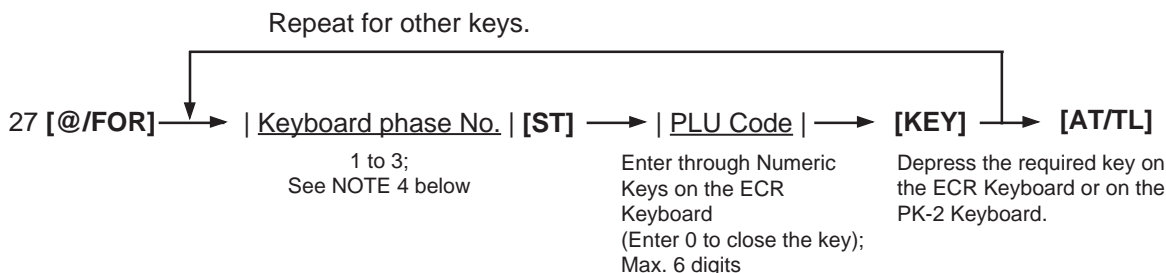 Repeat for other keys.
27 [@/FOR] | Keyboard phase No. | [ST] | PLU Code | [KEY] [AT/TL]
1 to 3;
See NOTE 4 below
Enter through Numeric
Keys on the ECR
Keyboard
(Enter 0 to close the key);
Max. 6 digits
Depress the required key on
the ECR Keyboard or on the
PK-2 Keyboard.